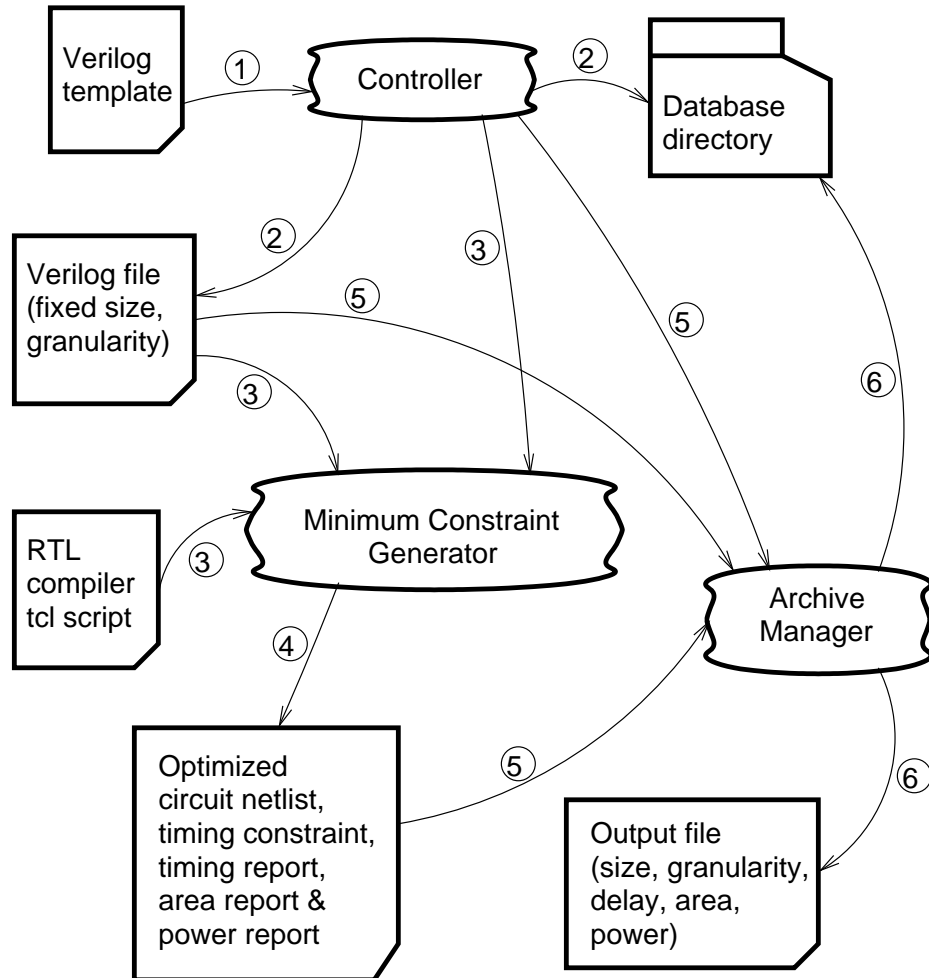 Verilog
template
1
Controller
2
Database
directory
2
3
Verilog file
(fixed size,
granularity)
5
5
3
6
RTL
compiler
tcl script
3
Minimum Constraint
Generator
Archive
Manager
4
5
Optimized
circuit netlist,
timing constraint,
timing report,
area report &
power report
6
Output file
(size, granularity,
delay, area,
power)